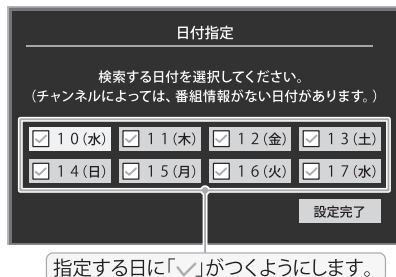 日付指定
検索する日付を選択してください。
(チャンネルによっては、番組情報がない日付があります。)
✓ 10(水) ✓ 11(木) ✓ 12(金) ✓ 13(土)
✓ 14(日) ✓ 15(月) ✓ 16(火) ✓ 17(水)
設定完了
指定する日に「✓」がつくようにします。